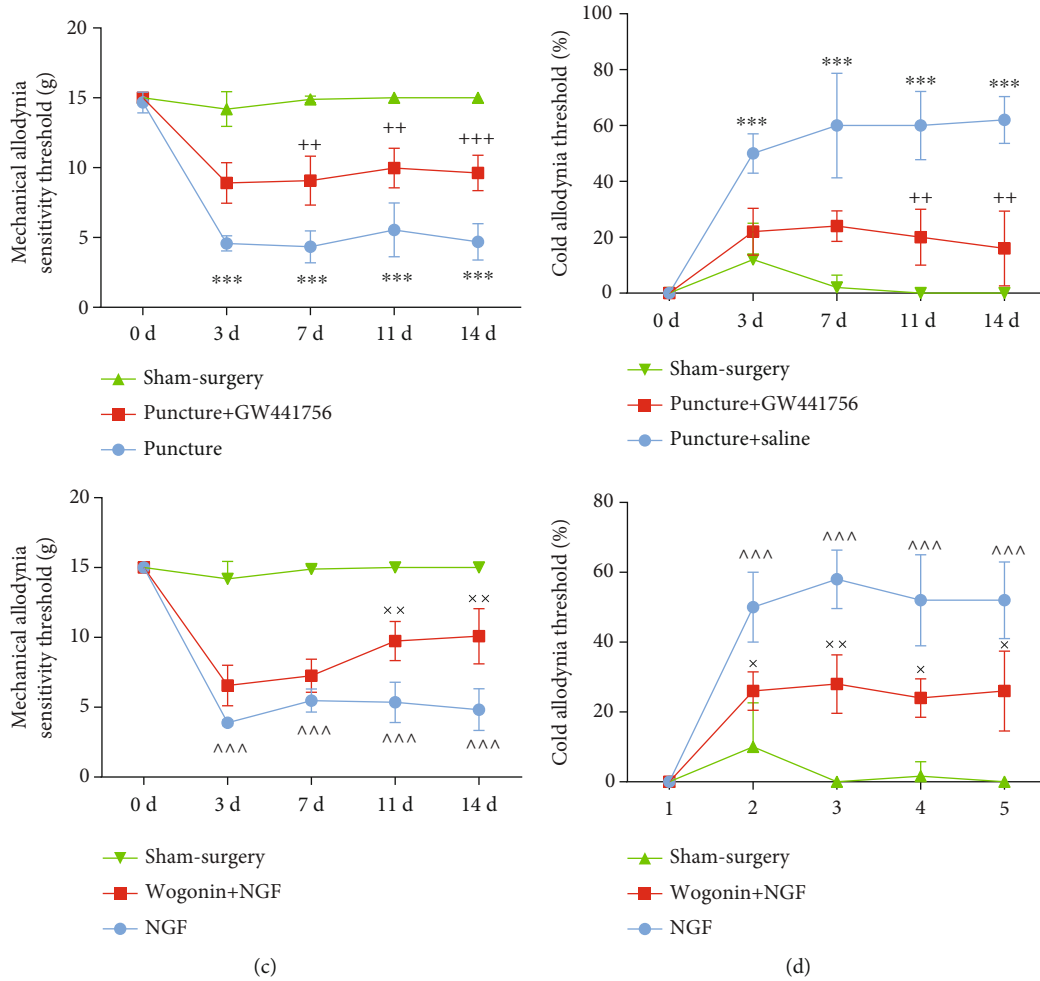 Mechanical allodynia
sensitivity threshold (g)
20
15
10
5
0
++
++
+++
***
***
***
***
0 d
3 d
7 d
11 d
14 d
Sham-surgery
Puncture+GW441756
Puncture
Cold allodynia threshold (%)
100
80
60
40
20
0
***
***
***
***
++
++
0 d
3 d
7 d
11 d
14 d
Sham-surgery
Puncture+GW441756
Puncture+saline
Mechanical allodynia
sensitivity threshold (g)
20
15
10
5
0
××
××
^^^
^^^
^^^
^^^
0 d
3 d
7 d
11 d
14 d
Sham-surgery
Wogonin+NGF
NGF
(c)
Cold allodynia threshold (%)
80
60
40
20
0
^^^
^^^
^^^
^^^
×
××
×
×
1
2
3
4
5
Sham-surgery
Wogonin+NGF
NGF
(d)